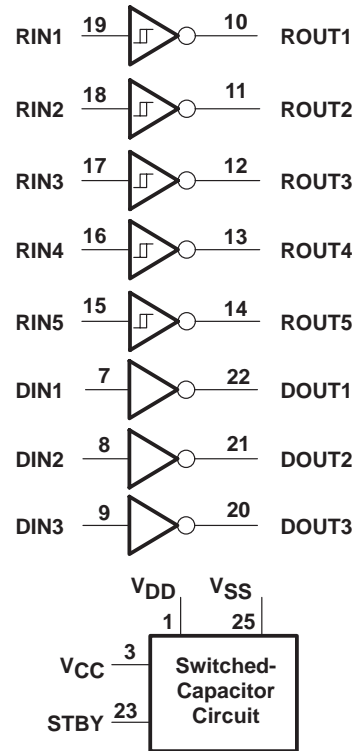 RIN1 19 10 ROUT1
RIN2 18 11 ROUT2
RIN3 17 12 ROUT3
RIN4 16 13 ROUT4
RIN5 15 14 ROUT5
DIN1 7 22 DOUT1
DIN2 8 21 DOUT2
DIN3 9 20 DOUT3
VDD VSS
1 25
VCC 3
STBY 23
Switched-
Capacitor
Circuit